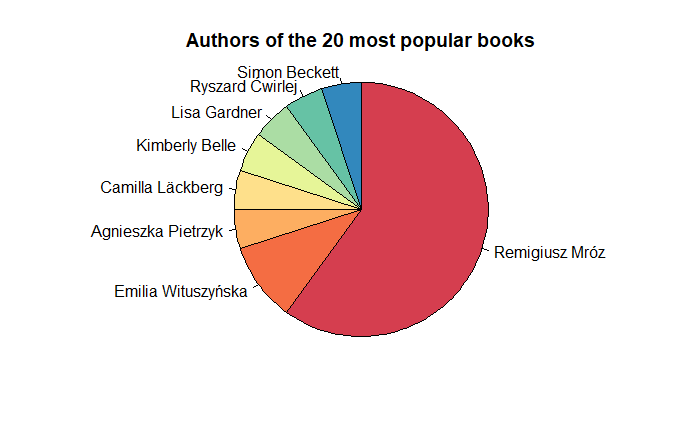 Authors of the 20 most popular books
Simon Beckett
Ryszard Ćwirlej
Lisa Gardner
Kimberly Belle
Camilla Läckberg
Agnieszka Pietrzyk
Emilia Wituszyńska
Remigiusz Mróz